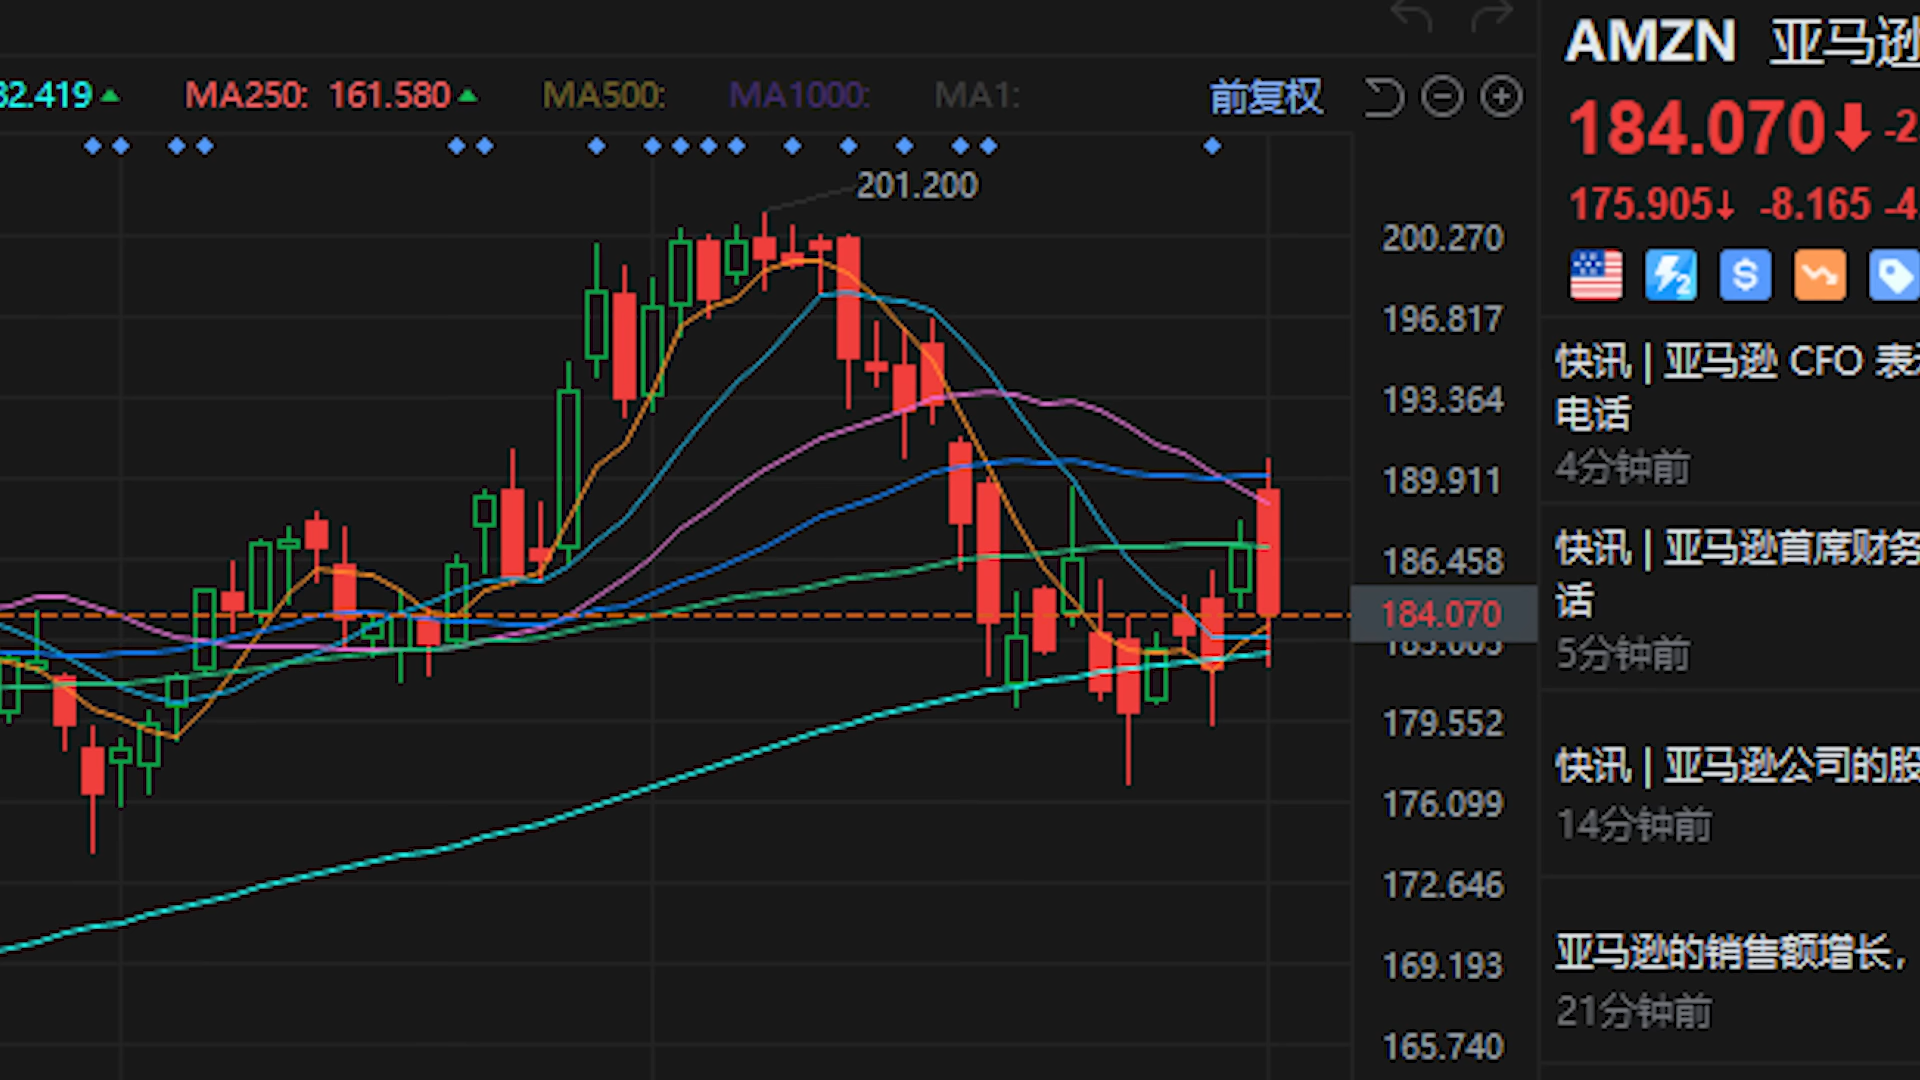 AMZN 亚马逊
32.419 MA250: 161.580 MA500: MA1000: MA1: 前复权
184.070 -2
175.905↓ -8.165 -4
201.200
200.270
196.817
193.364
189.911
186.458
184.070
183.005
179.552
176.099
172.646
169.193
165.740
快讯 | 亚马逊 CFO 表示
电话
4分钟前
快讯 | 亚马逊首席财务
话
5分钟前
快讯 | 亚马逊公司的股
14分钟前
亚马逊的销售额增长，
21分钟前